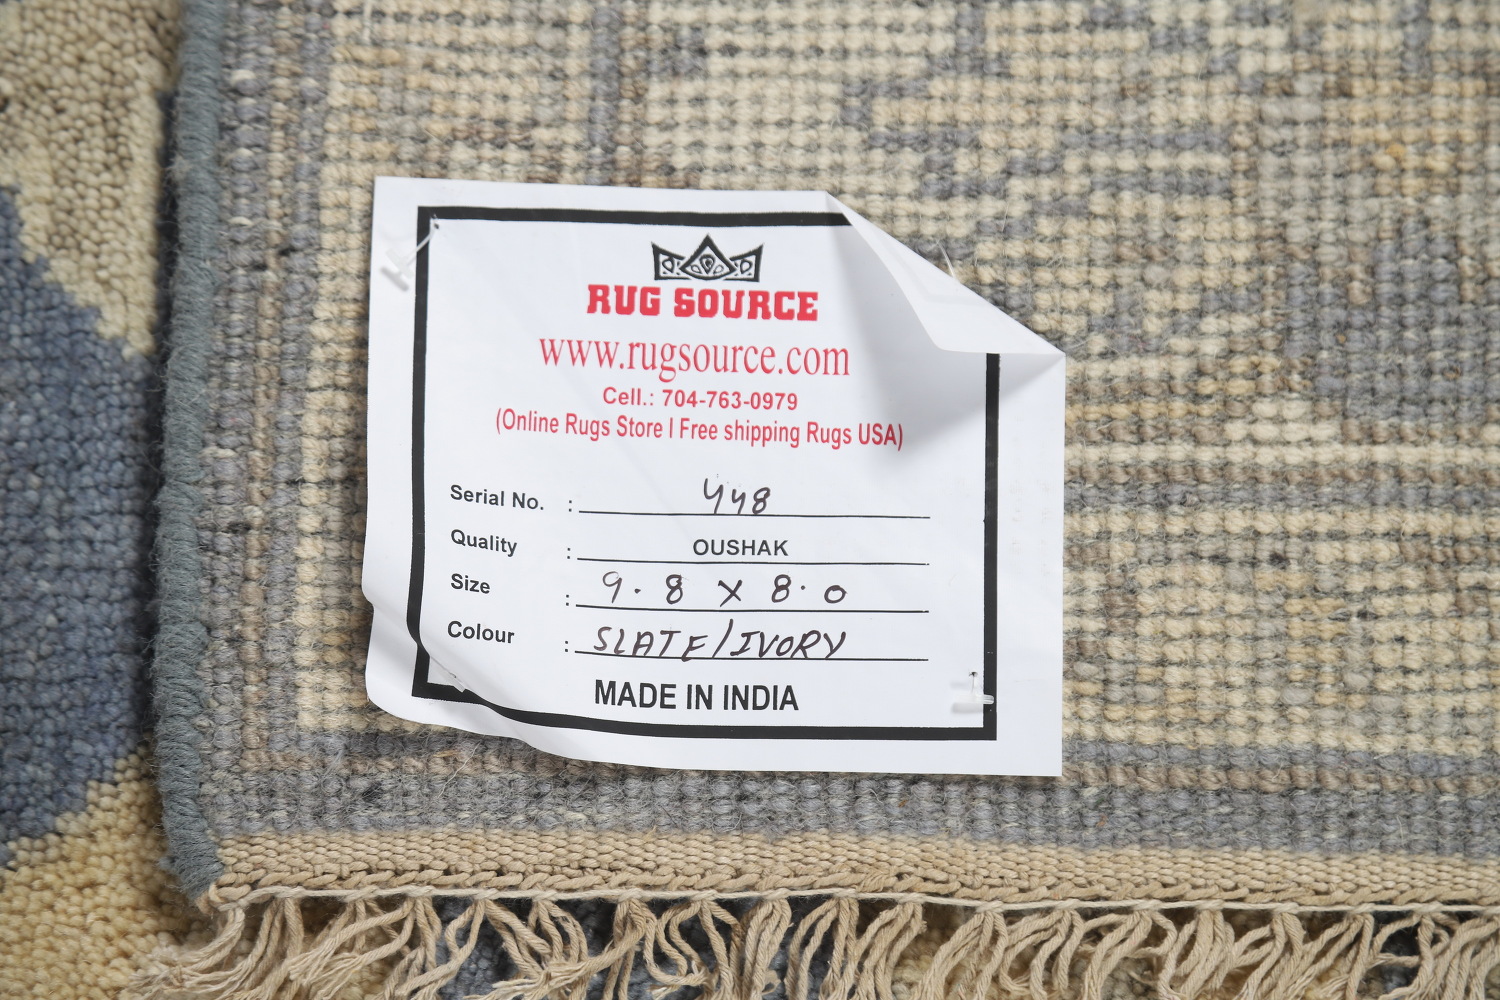 RUG SOURCE
www.rugsource.com
Cell.: 704-763-0979
(Online Rugs Store I Free shipping Rugs USA)
Serial No. : 448
Quality : OUSHAK
Size : 9.8 X 8.0
Colour : SLATE/IVORY
MADE IN INDIA